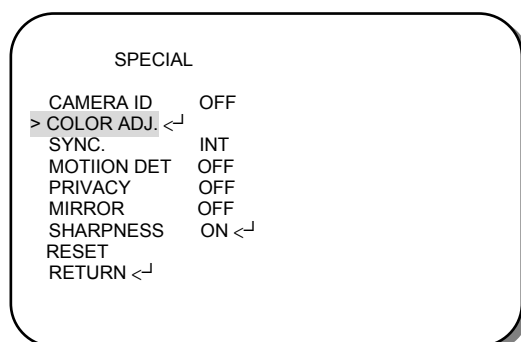 SPECIAL
CAMERA ID OFF
> COLOR ADJ. <┘
SYNC. INT
MOTIION DET OFF
PRIVACY OFF
MIRROR OFF
SHARPNESS ON <┘
RESET
RETURN <┘